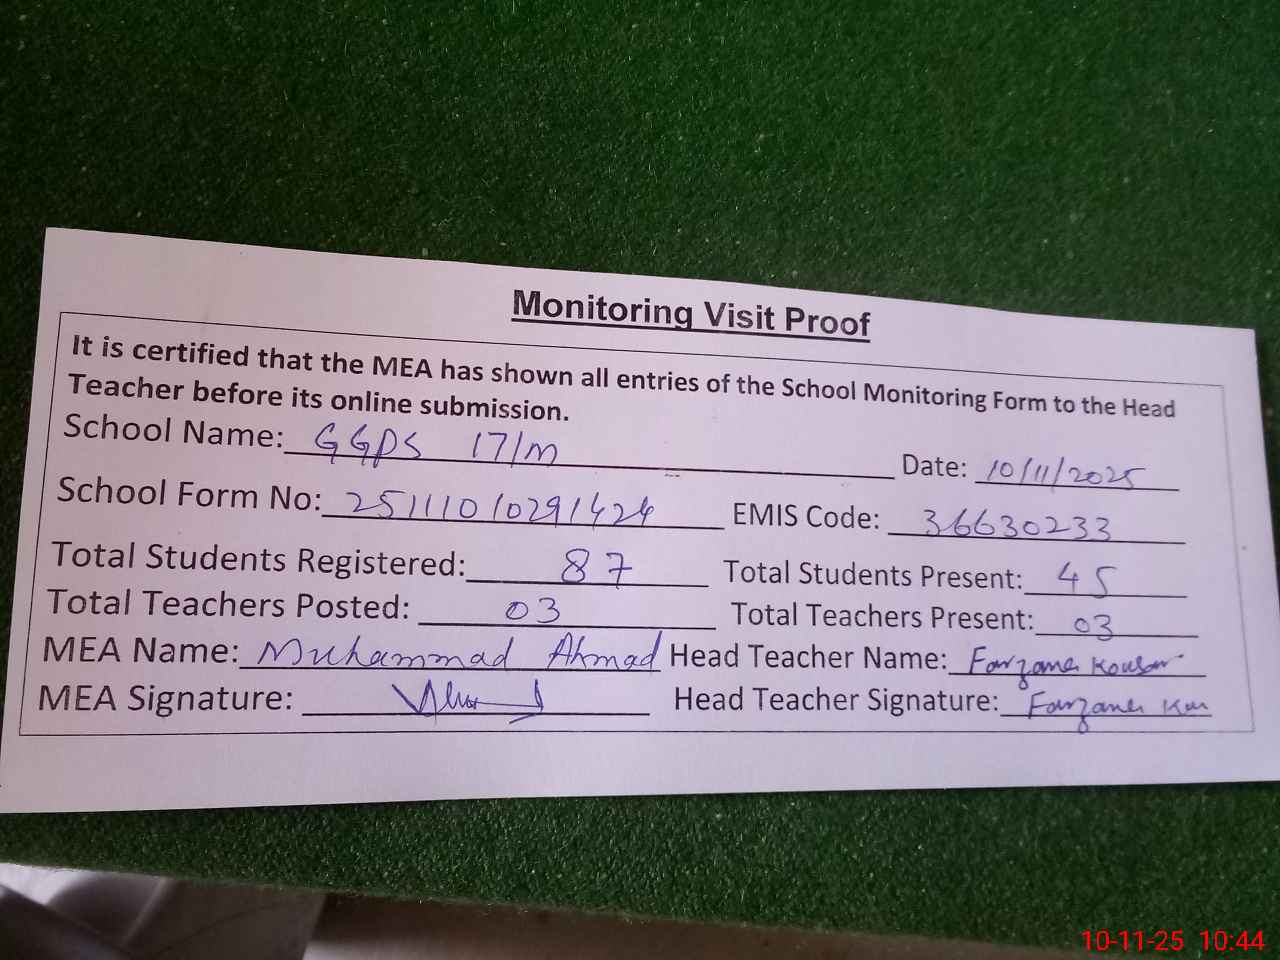 Monitoring Visit Proof
It is certified that the MEA has shown all entries of the School Monitoring Form to the Head
Teacher before its online submission.
School Name: GGPS 17/M Date: 10/11/2025
School Form No: 25111010291424 EMIS Code: 36630233
Total Students Registered: 87 Total Students Present: 45
Total Teachers Posted: 03 Total Teachers Present: 03
MEA Name: Muhammad Ahmad Head Teacher Name: Farzana Kousar
MEA Signature: Head Teacher Signature: Farzana
10-11-25 10:44